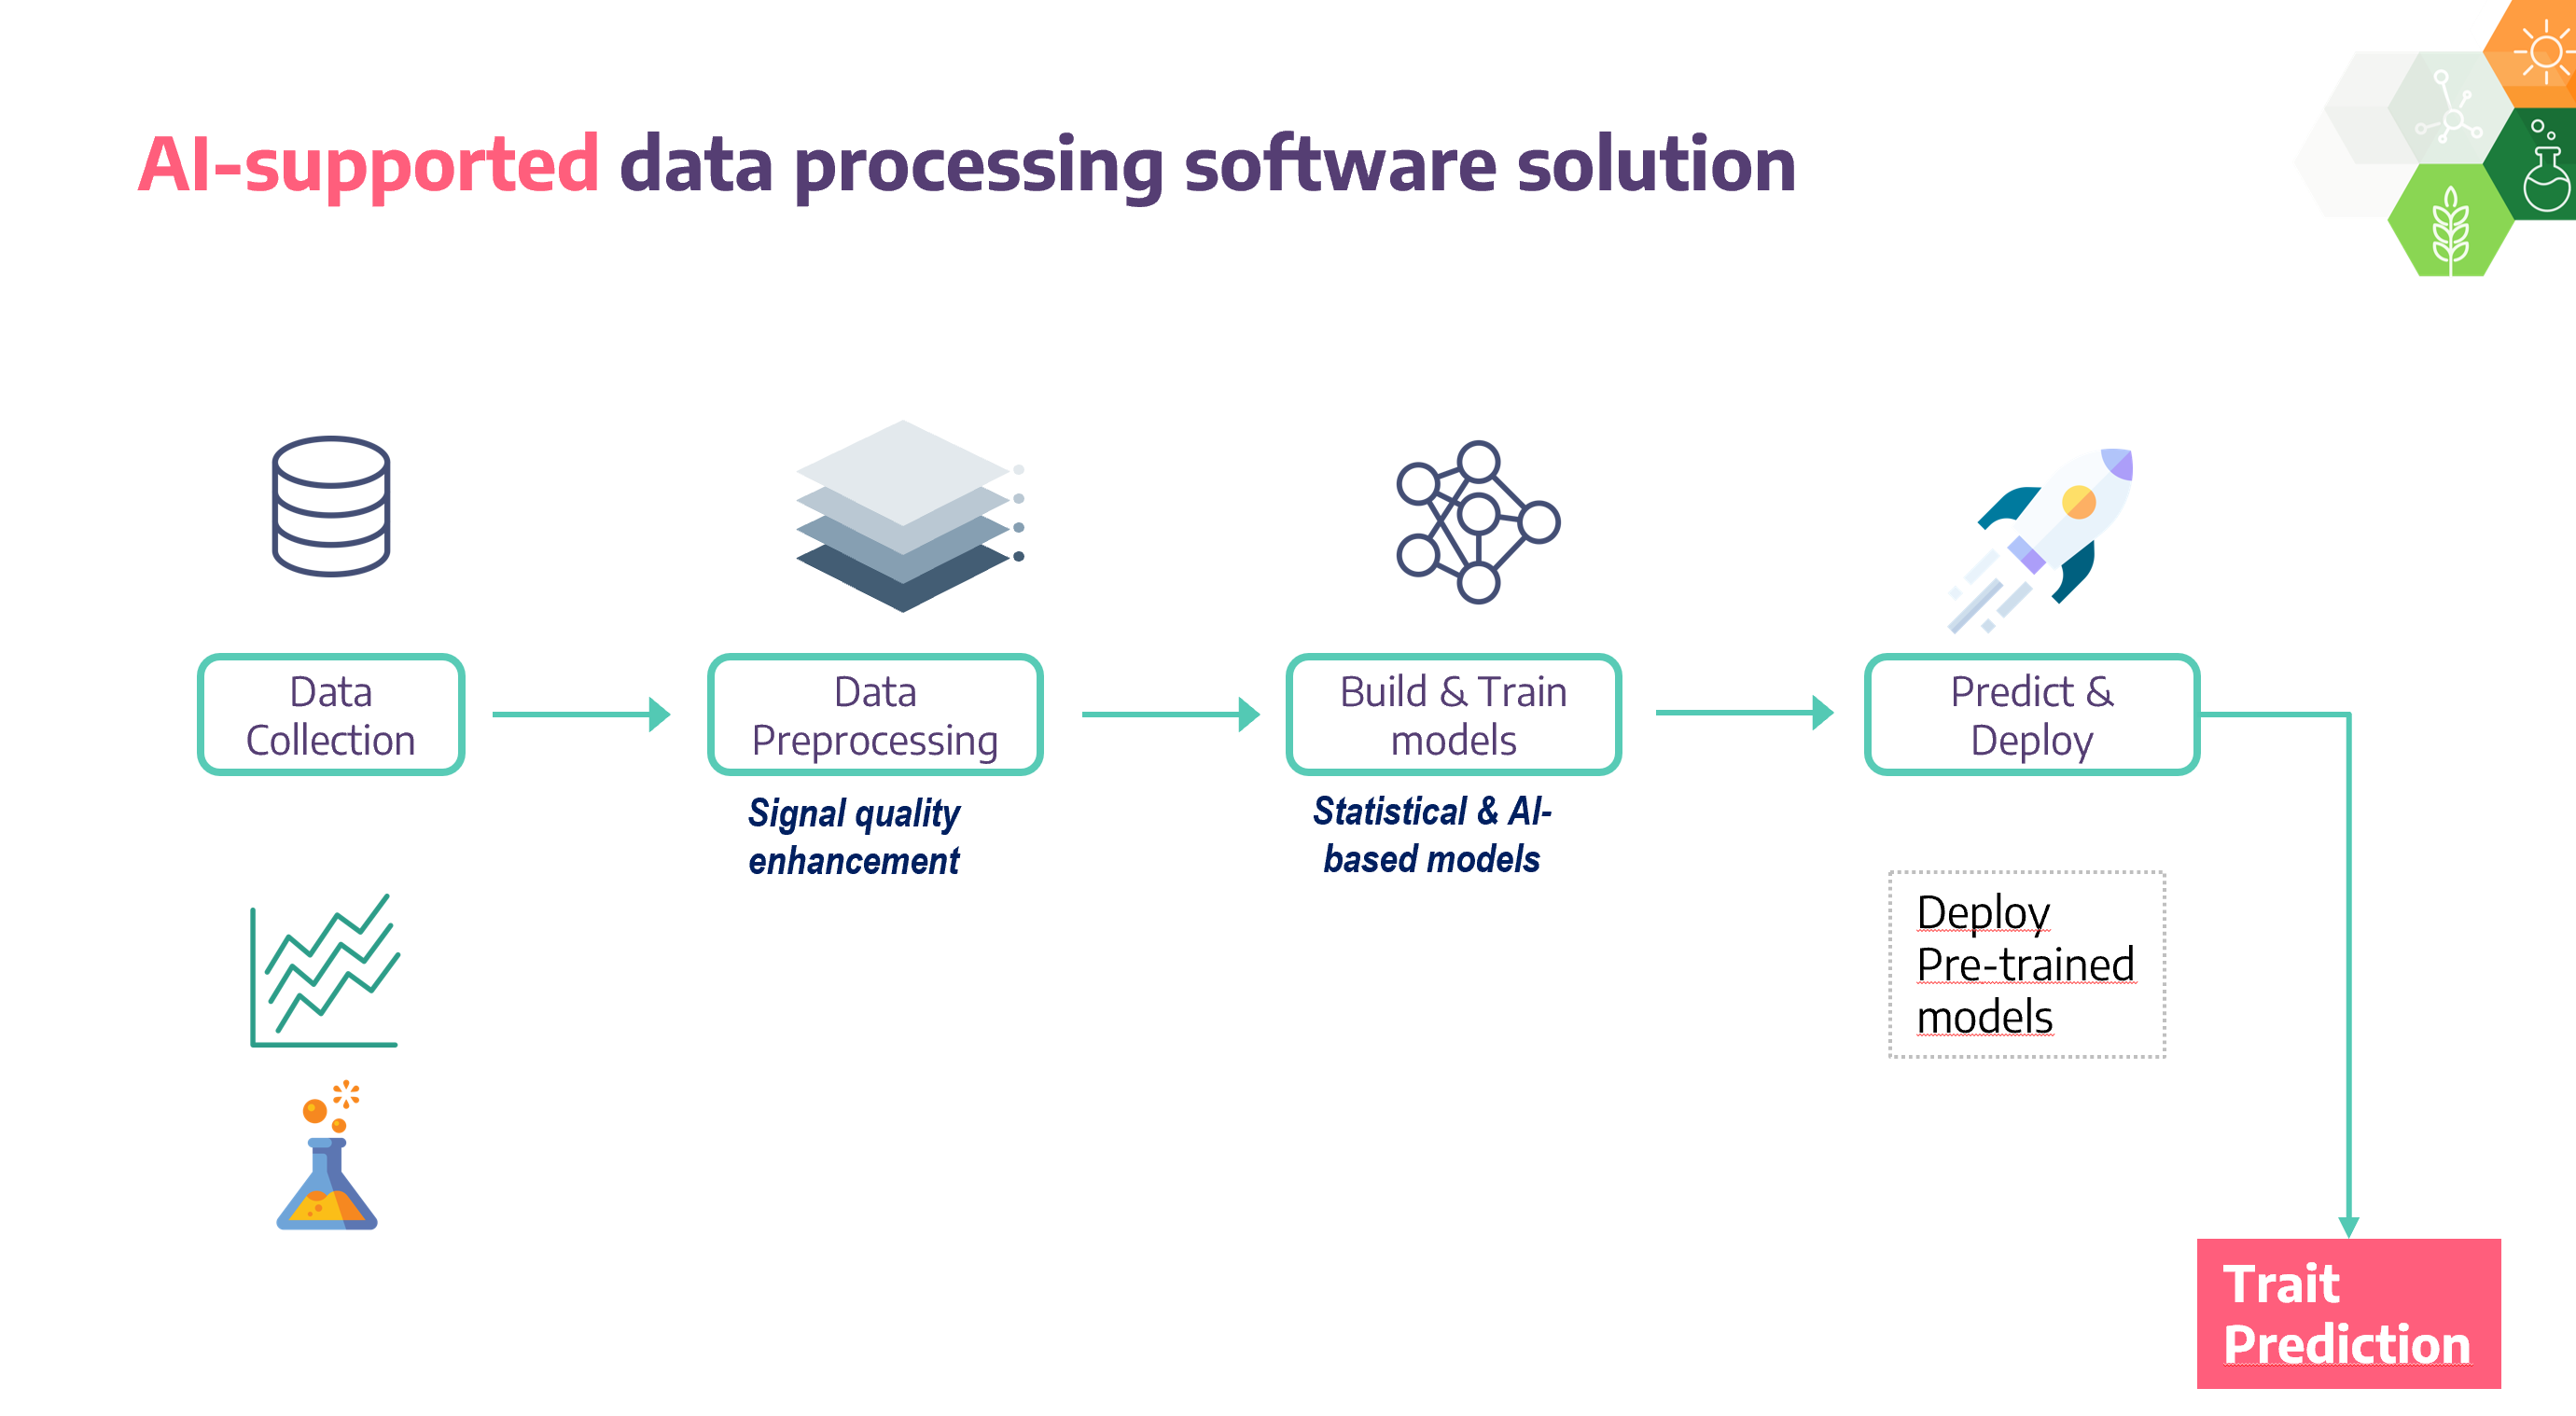 AI-supported data processing software solution
Data
Collection
Data
Preprocessing
Build & Train
models
Predict &
Deploy
Signal quality
enhancement
Statistical & AI-
based models
Deploy
Pre-trained
models
Trait
Prediction